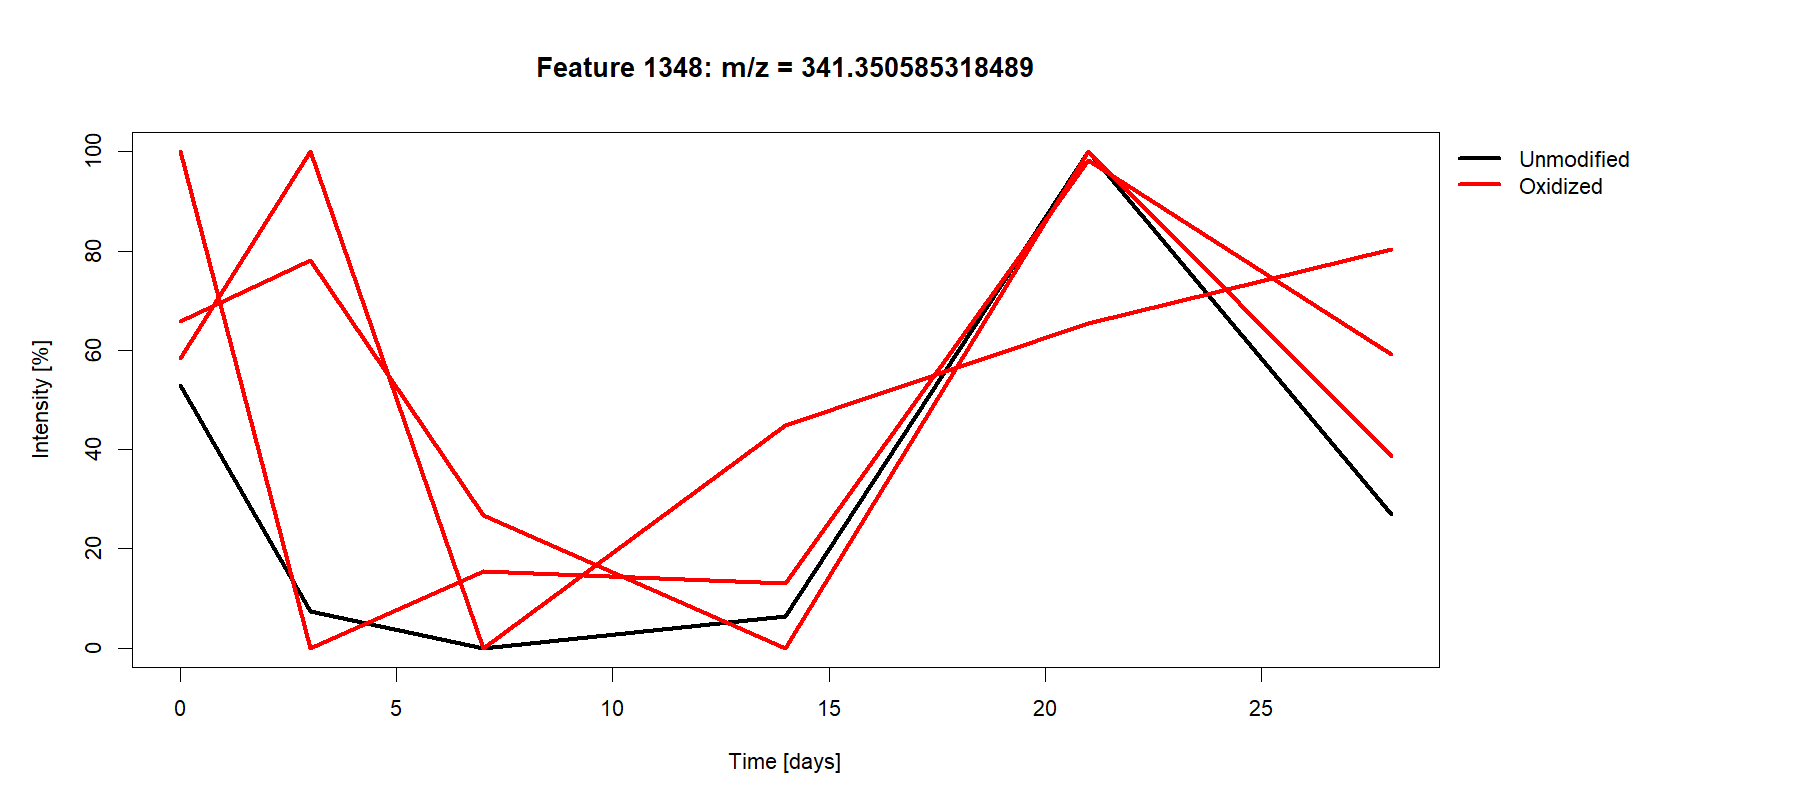 Feature 1348: m/z = 341.350585318489
Intensity [%]
100
80
60
40
20
0
0 5 10 15 20 25
Time [days]
Unmodified
Oxidized